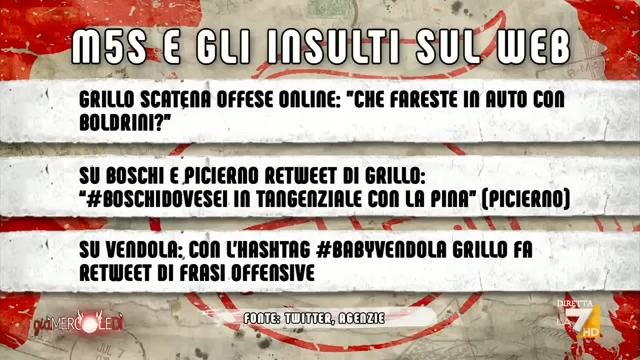 M5S E GLI INSULTI SUL WEB
GRILLO SCATENA OFFESE ONLINE: "CHE FARESTE IN AUTO CON
BOLDRINI?"
SU BOSCHI E PICIERNO RETWEET DI GRILLO:
"#BOSCHIDOVESEI IN TANGENZIALE CON LA PINA" (PICIERNO)
SU VENDOLA: CON L'HASHTAG #BABYVENDOLA GRILLO FA
RETWEET DI FRASI OFFENSIVE
FONTE: TWITTER, AGENZIE
DIRETTA
LA7
HD